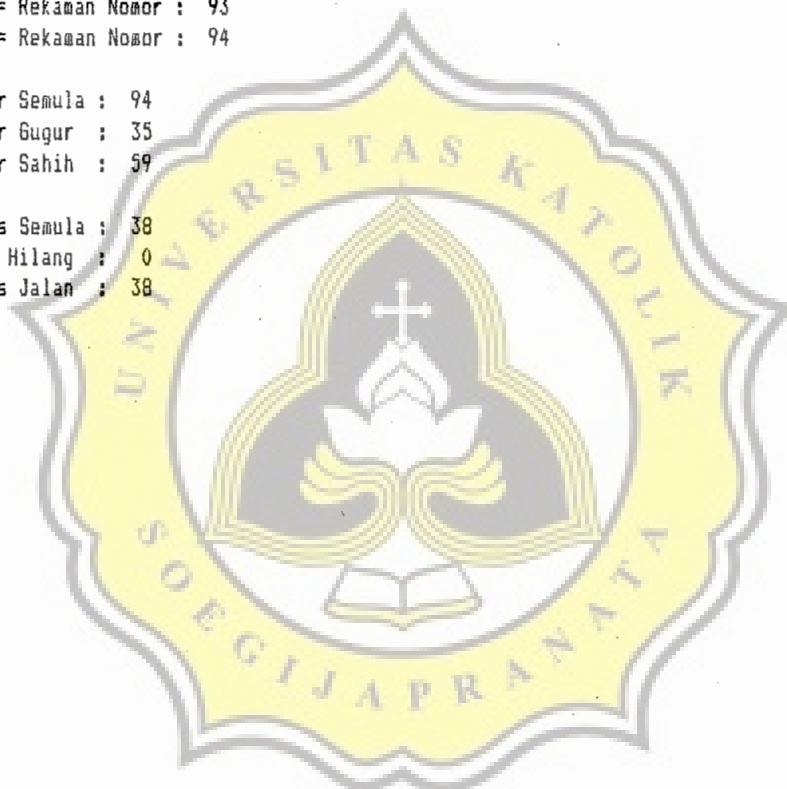 = Rekaman Nomor : 93
= Rekaman Nomor : 94
r Semula : 94
r Gugur : 35
r Sahih : 59
s Semula : 38
Hilang : 0
s Jalan : 38
UNIVERSITAS KATOLIK
SOEGIJAPRANATA